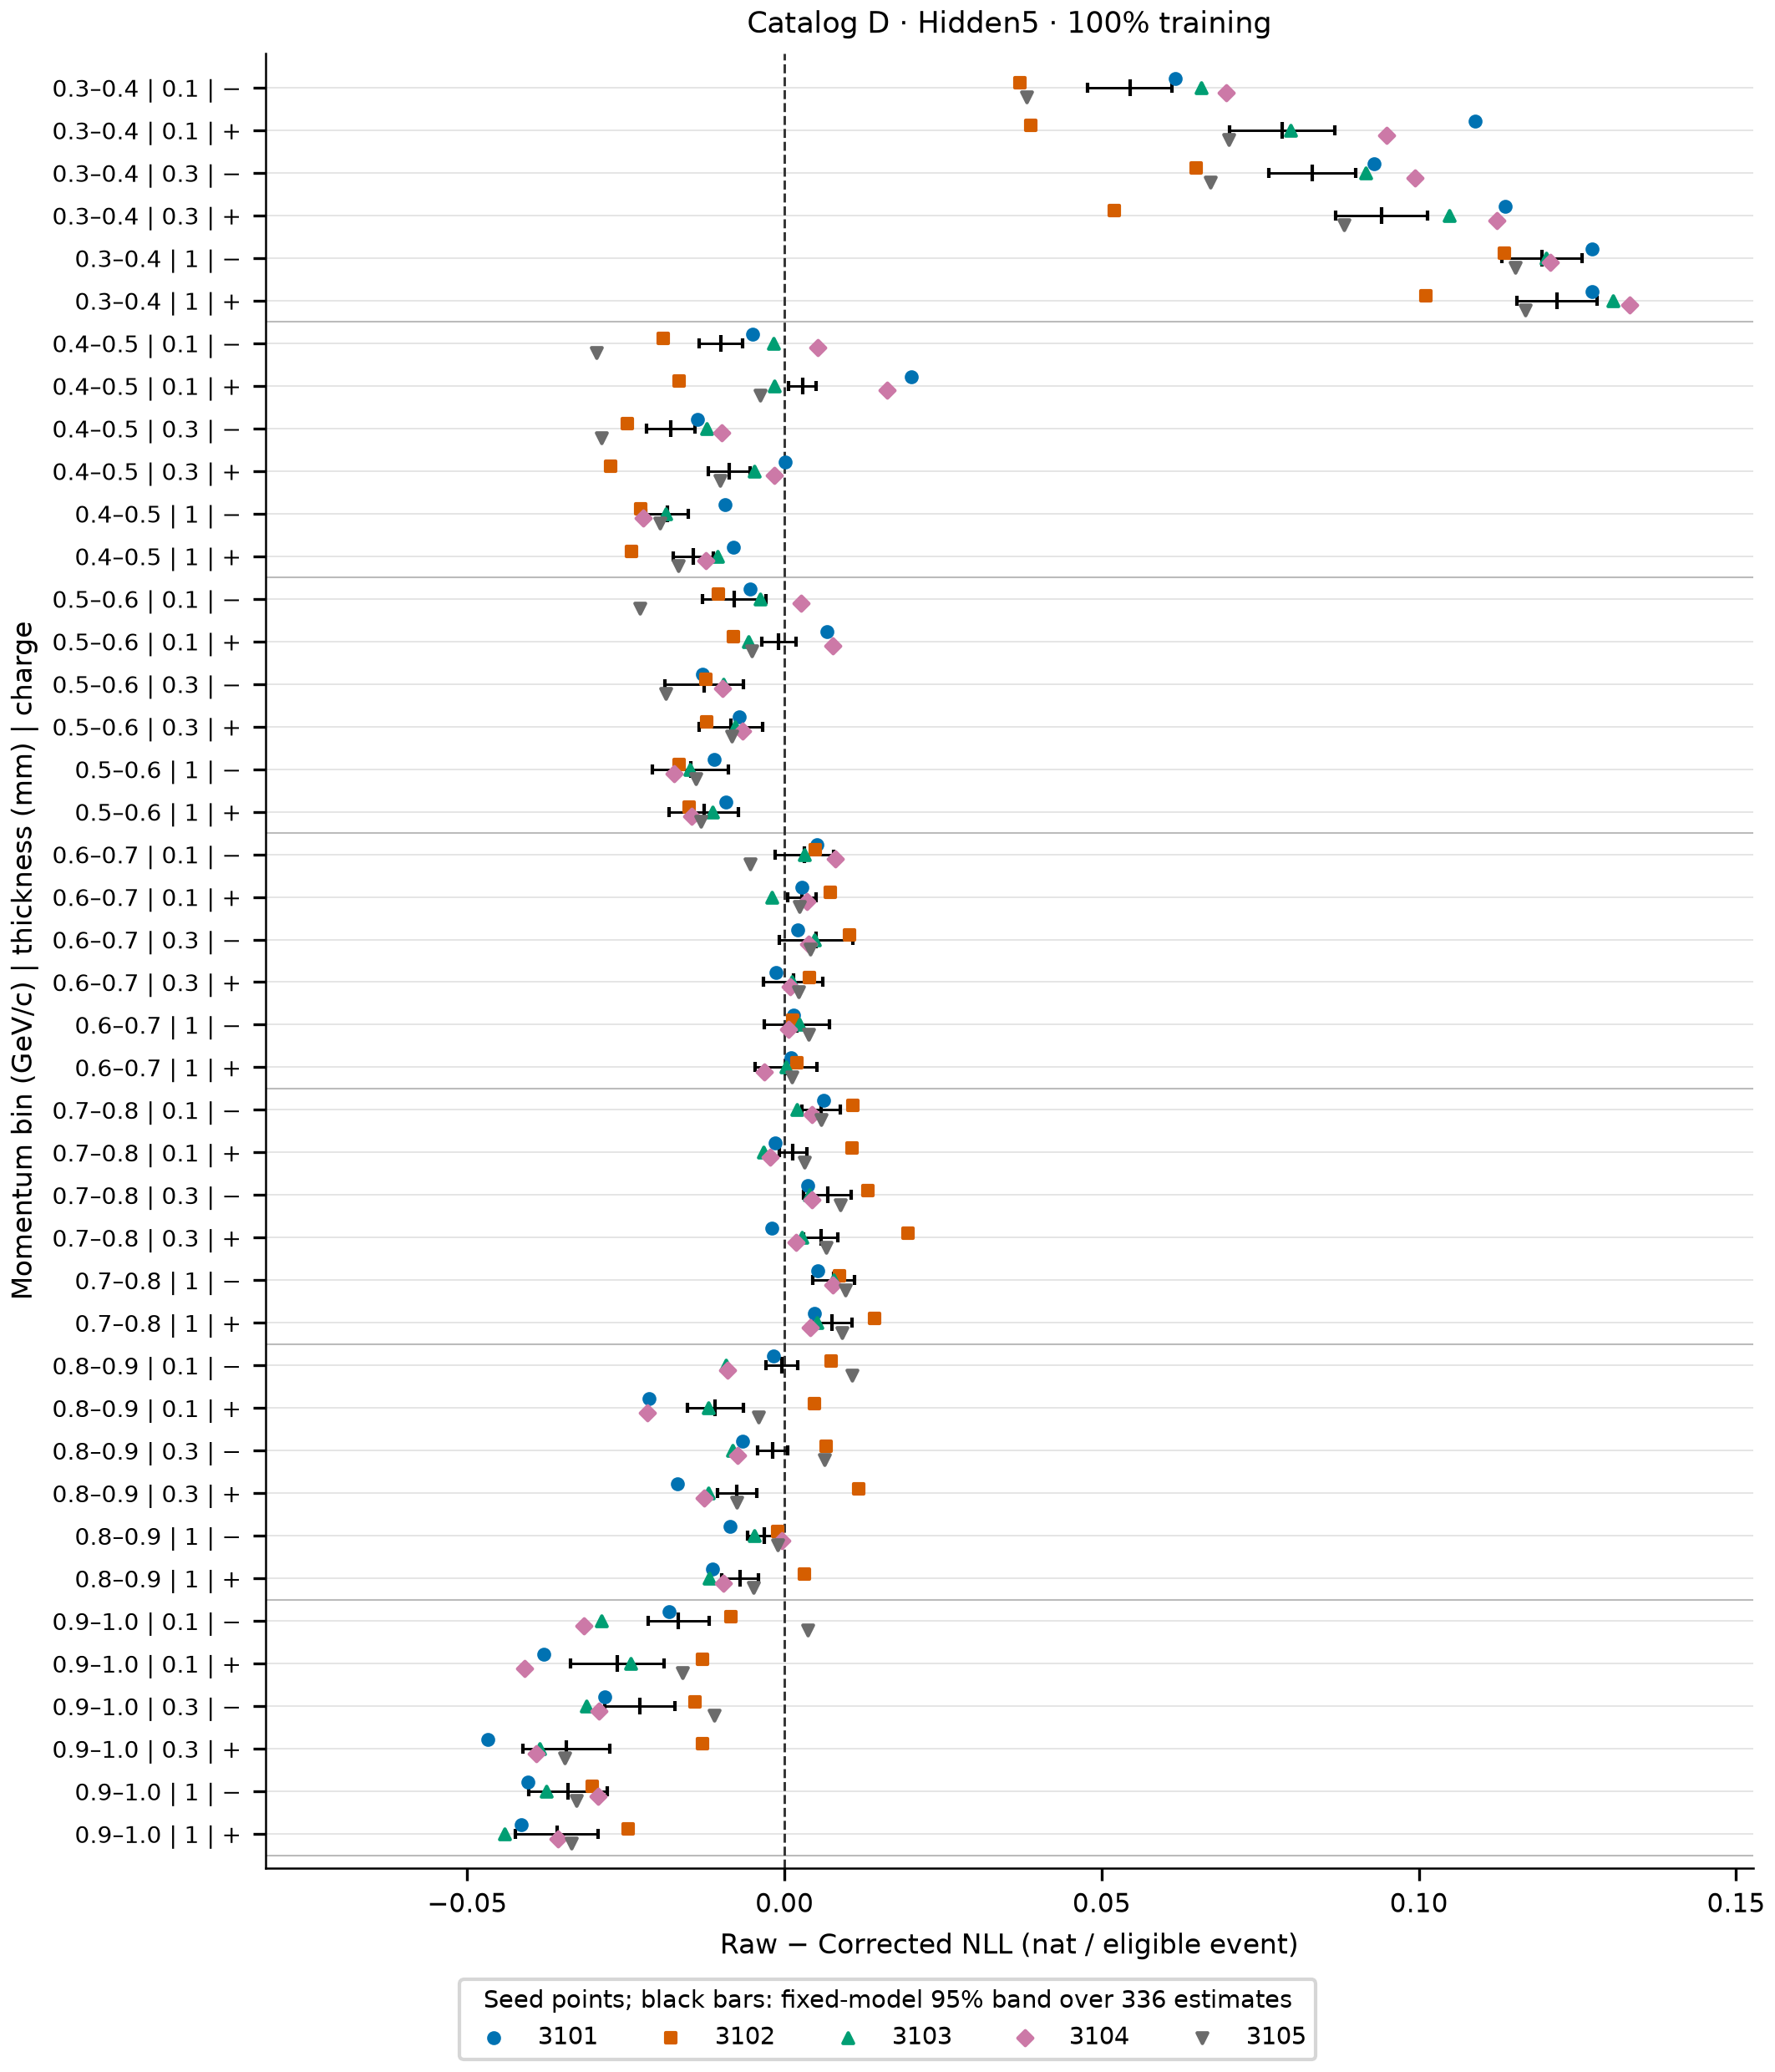 Catalog D · Hidden5 · 100% training
Momentum bin (GeV/c) | thickness (mm) | charge
0.3–0.4 | 0.1 | −
0.3–0.4 | 0.1 | +
0.3–0.4 | 0.3 | −
0.3–0.4 | 0.3 | +
0.3–0.4 | 1 | −
0.3–0.4 | 1 | +
0.4–0.5 | 0.1 | −
0.4–0.5 | 0.1 | +
0.4–0.5 | 0.3 | −
0.4–0.5 | 0.3 | +
0.4–0.5 | 1 | −
0.4–0.5 | 1 | +
0.5–0.6 | 0.1 | −
0.5–0.6 | 0.1 | +
0.5–0.6 | 0.3 | −
0.5–0.6 | 0.3 | +
0.5–0.6 | 1 | −
0.5–0.6 | 1 | +
0.6–0.7 | 0.1 | −
0.6–0.7 | 0.1 | +
0.6–0.7 | 0.3 | −
0.6–0.7 | 0.3 | +
0.6–0.7 | 1 | −
0.6–0.7 | 1 | +
0.7–0.8 | 0.1 | −
0.7–0.8 | 0.1 | +
0.7–0.8 | 0.3 | −
0.7–0.8 | 0.3 | +
0.7–0.8 | 1 | −
0.7–0.8 | 1 | +
0.8–0.9 | 0.1 | −
0.8–0.9 | 0.1 | +
0.8–0.9 | 0.3 | −
0.8–0.9 | 0.3 | +
0.8–0.9 | 1 | −
0.8–0.9 | 1 | +
0.9–1.0 | 0.1 | −
0.9–1.0 | 0.1 | +
0.9–1.0 | 0.3 | −
0.9–1.0 | 0.3 | +
0.9–1.0 | 1 | −
0.9–1.0 | 1 | +
−0.05 0.00 0.05 0.10 0.15
Raw − Corrected NLL (nat / eligible event)
Seed points; black bars: fixed-model 95% band over 336 estimates
3101 3102 3103 3104 3105